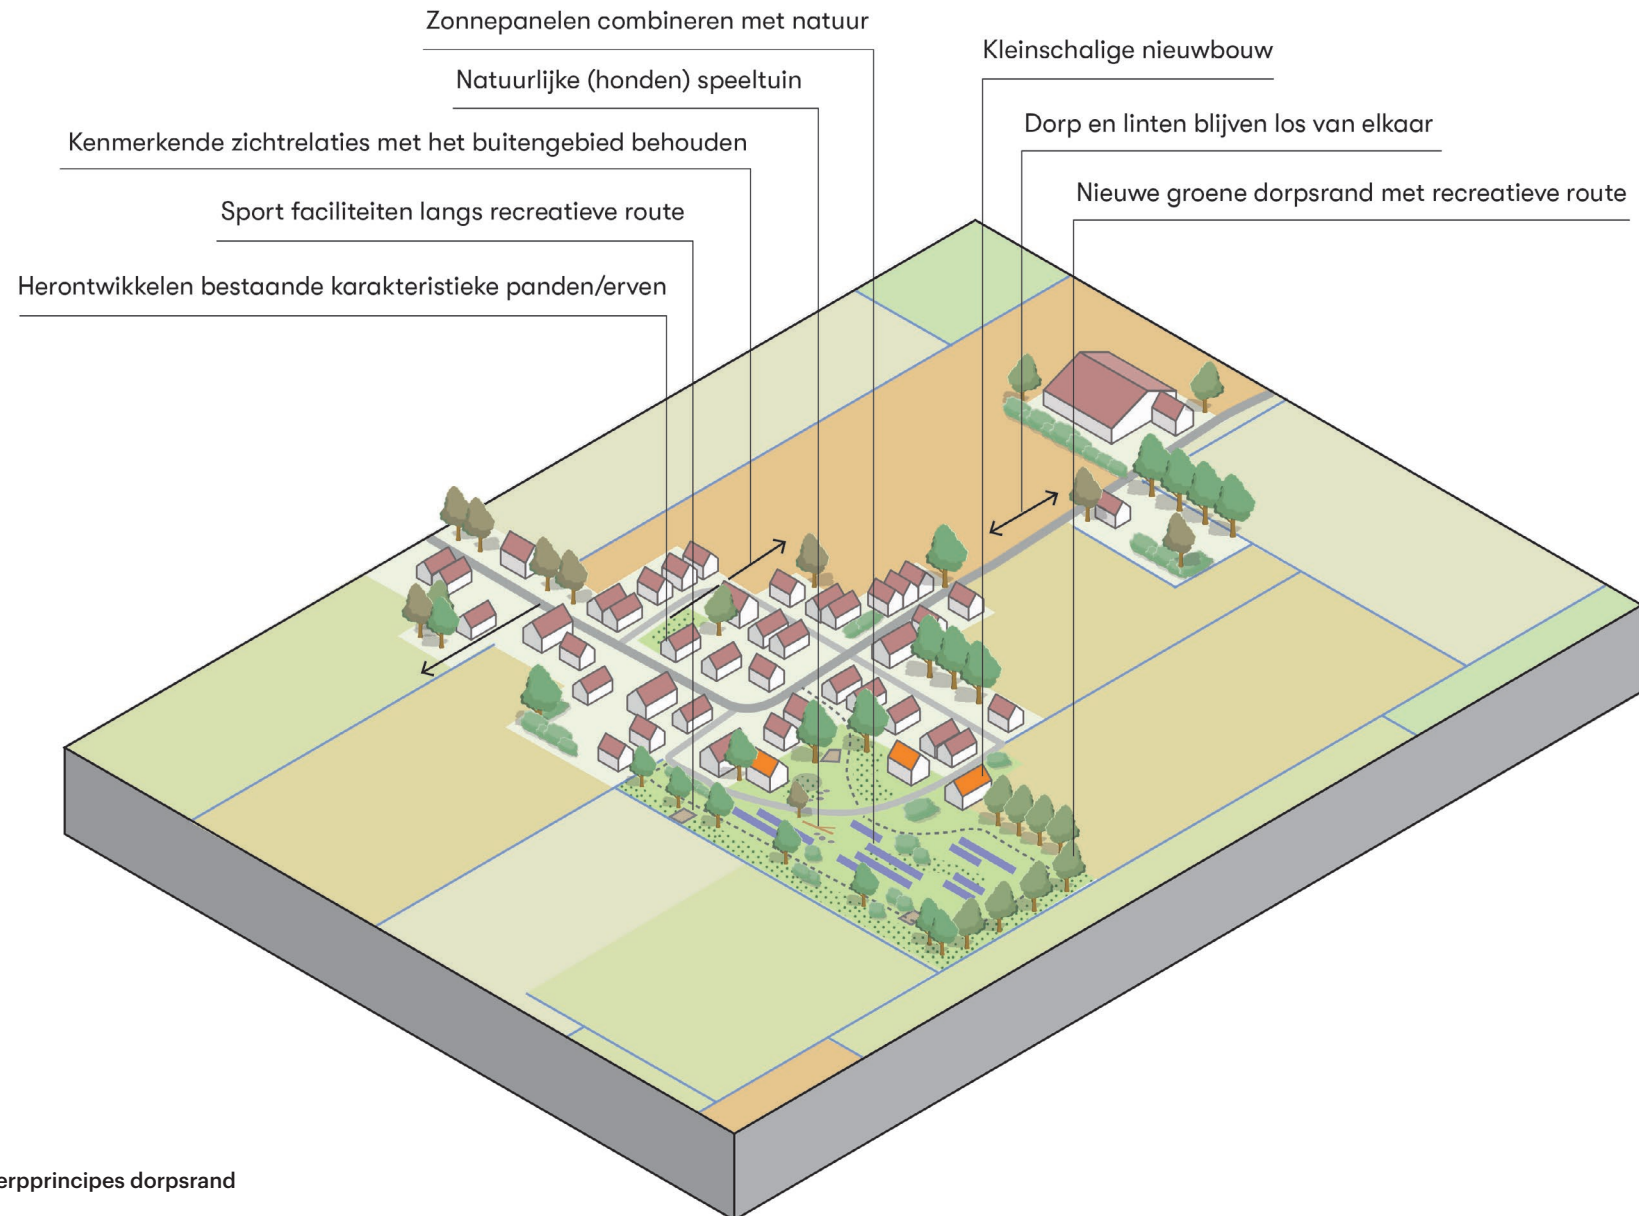 Zonnepanelen combineren met natuur
Kleinschalige nieuwbouw
Natuurlijke (honden) speeltuin
Dorp en linten blijven los van elkaar
Kenmerkende zichtrelaties met het buitengebied behouden
Nieuwe groene dorpsrand met recreatieve route
Sport faciliteiten langs recreatieve route
Herontwikkelen bestaande karakteristieke panden/erven
erpprincipes dorpsrand